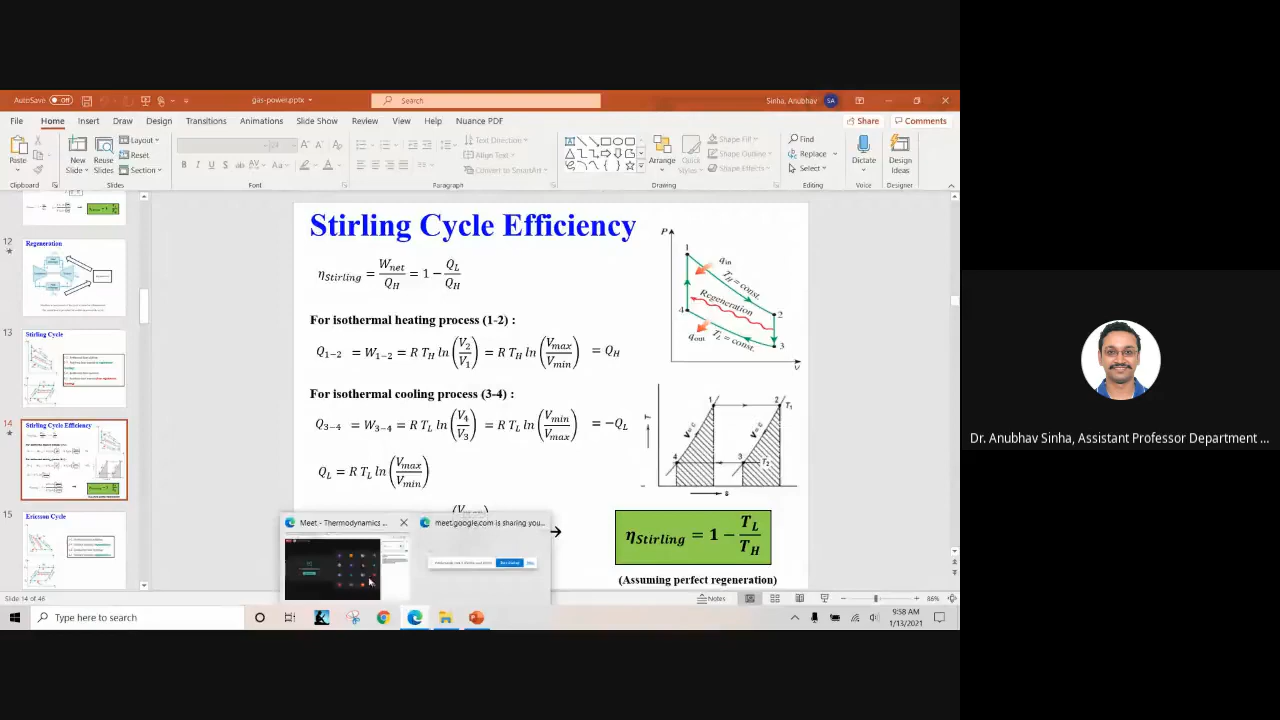 AutoSave Off gas-power.pptx Search Sinha, Anubhav SA
File Home Insert Draw Design Transitions Animations Slide Show Review View Help Nuance PDF Share Comments
Paste New Slide Reuse Slides Layout Reset Section Text Direction Align Text Convert to SmartArt Arrange Quick Styles Shape Fill Shape Outline Shape Effects Find Replace Select Dictate Design Ideas
Clipboard Slides Font Paragraph Drawing Editing Voice Designer
12
Regeneration
13
Stirling Cycle
14
Stirling Cycle Efficiency
15
Ericson Cycle
Stirling Cycle Efficiency
η_Stirling = W_net/Q_H = 1 − Q_L/Q_H
For isothermal heating process (1-2) :
Q_1−2 = W_1−2 = R T_H ln(V_2/V_1) = R T_H ln(V_max/V_min) = Q_H
For isothermal cooling process (3-4) :
Q_3−4 = W_3−4 = R T_L ln(V_4/V_3) = R T_L ln(V_min/V_max) = −Q_L
Q_L = R T_L ln(V_max/V_min)
P
1
q_in
T_H = const.
Regeneration
4
2
q_out
T_L = const.
3
v
T
1 2 T_1
V = c V = c
4 3 T_2
s
→ η_Stirling = 1 − T_L/T_H
(Assuming perfect regeneration)
Meet - Thermodynamics ... meet.google.com is sharing you...
Slide 14 of 46 Notes 86%
Type here to search
9:58 AM
1/13/2021
Dr. Anubhav Sinha, Assistant Professor Department ...